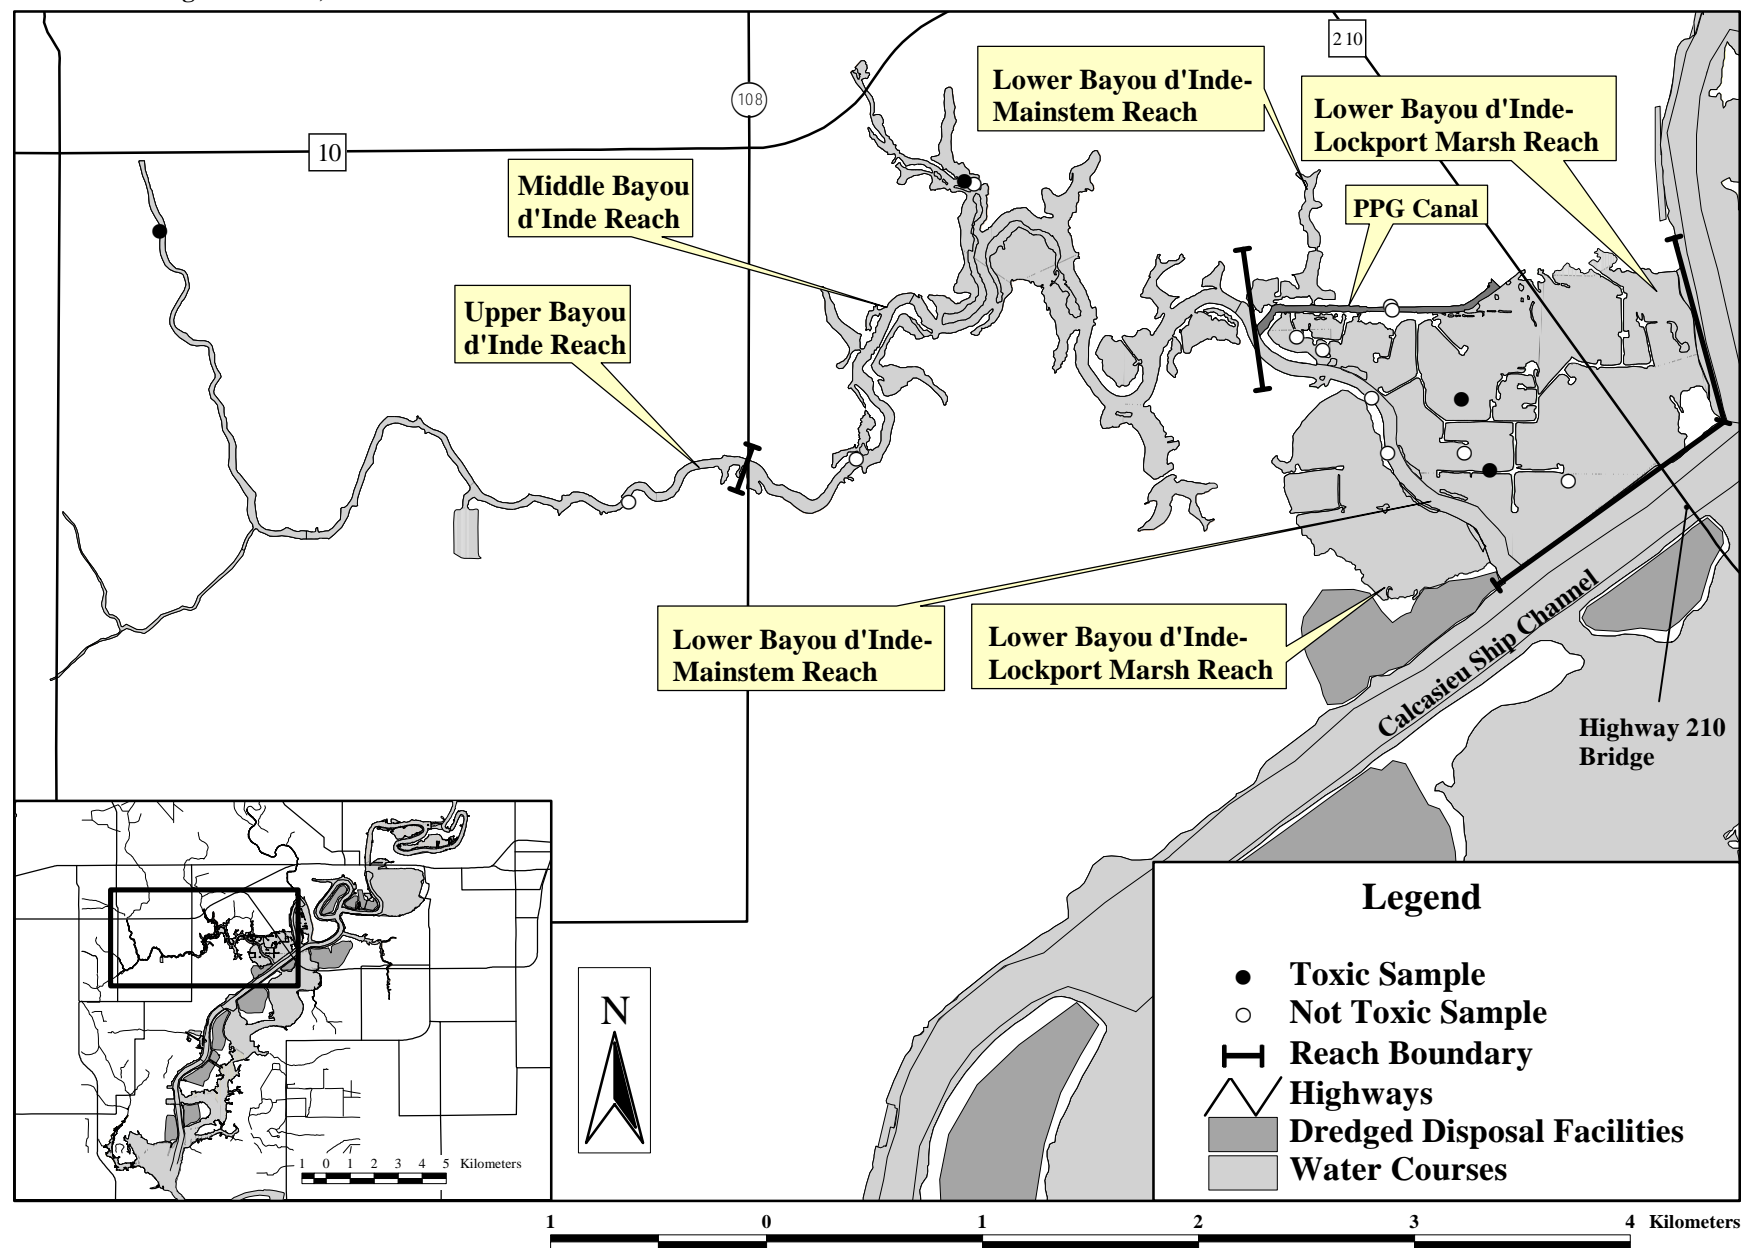 210
Lower Bayou d'Inde-
Mainstem Reach
Lower Bayou d'Inde-
Lockport Marsh Reach
108
10
Middle Bayou
d'Inde Reach
PPG Canal
Upper Bayou
d'Inde Reach
Lower Bayou d'Inde-
Mainstem Reach
Lower Bayou d'Inde-
Lockport Marsh Reach
Calcasieu Ship Channel
Highway 210
Bridge
Legend
Toxic Sample
Not Toxic Sample
Reach Boundary
Highways
Dredged Disposal Facilities
Water Courses
N
1 0 1 2 3 4 5 Kilometers
1 0 1 2 3 4 Kilometers